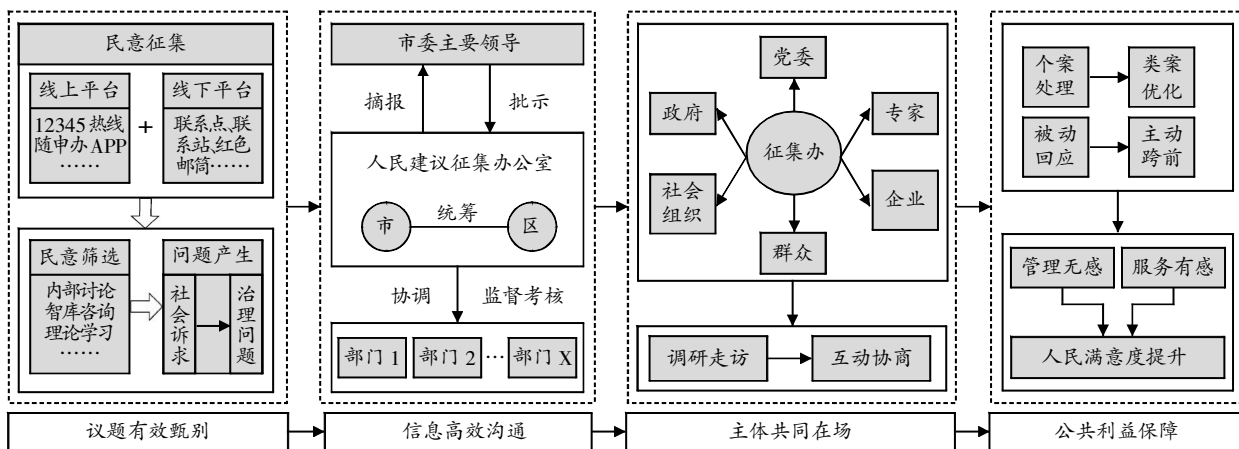 民意征集
线上平台
12345 热线
随申办 APP
……
+
线下平台
联系点、联
系站、红色
邮筒……
民意筛选
内部讨论
智库咨询
理论学习
……
问题产生
社会诉求
治理问题
议题有效甄别
市委主要领导
摘报
批示
人民建议征集办公室
市
统筹
区
协调
监督考核
部门 1
部门 2
…
部门 X
信息高效沟通
党委
政府
专家
征集办
社会
组织
企业
群众
调研走访
互动协商
主体共同在场
个案
处理
类案
优化
被动
回应
主动
跨前
管理无感
服务有感
人民满意度提升
公共利益保障